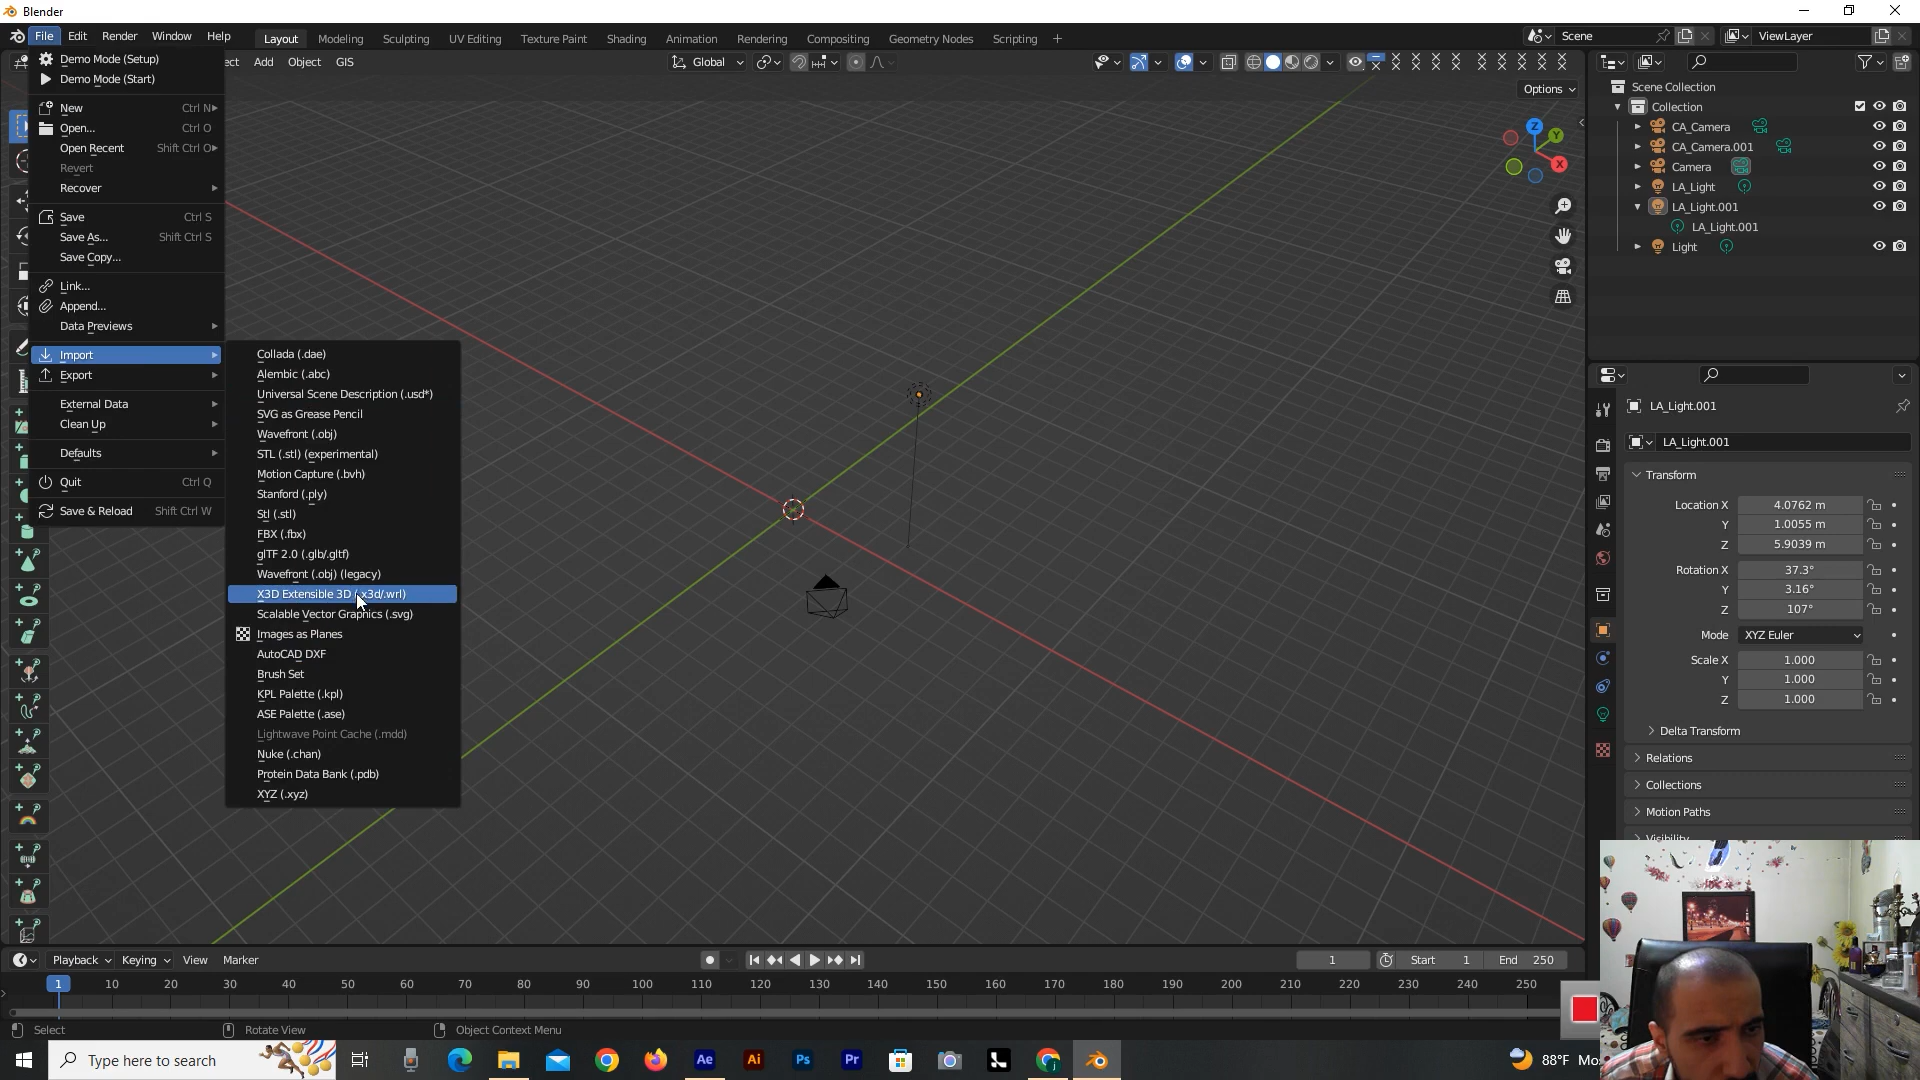 Blender
File Edit Render Window Help
Layout Modeling Sculpting UV Editing Texture Paint Shading Animation Rendering Compositing Geometry Nodes Scripting +
Scene
ViewLayer
ect Add Object GIS
Global
Options
Demo Mode (Setup)
Demo Mode (Start)
New Ctrl N
Open... Ctrl O
Open Recent Shift Ctrl O
Revert
Recover
Save Ctrl S
Save As... Shift Ctrl S
Save Copy...
Link...
Append...
Data Previews
Import
Export
External Data
Clean Up
Defaults
Quit Ctrl Q
Save & Reload Shift Ctrl W
Collada (.dae)
Alembic (.abc)
Universal Scene Description (.usd*)
SVG as Grease Pencil
Wavefront (.obj)
STL (.stl) (experimental)
Motion Capture (.bvh)
Stanford (.ply)
Stl (.stl)
FBX (.fbx)
glTF 2.0 (.glb/.gltf)
Wavefront (.obj) (legacy)
X3D Extensible 3D (.x3d/.wrl)
Scalable Vector Graphics (.svg)
Images as Planes
AutoCAD DXF
Brush Set
KPL Palette (.kpl)
ASE Palette (.ase)
Lightwave Point Cache (.mdd)
Nuke (.chan)
Protein Data Bank (.pdb)
XYZ (.xyz)
Z
Y
X
Scene Collection
Collection
CA_Camera
CA_Camera.001
Camera
LA_Light
LA_Light.001
LA_Light.001
Light
LA_Light.001
LA_Light.001
Transform
Location X 4.0762 m
Y 1.0055 m
Z 5.9039 m
Rotation X 37.3°
Y 3.16°
Z 107°
Mode XYZ Euler
Scale X 1.000
Y 1.000
Z 1.000
Delta Transform
Relations
Collections
Motion Paths
Visibility
Playback Keying View Marker
1 Start 1 End 250
1 10 20 30 40 50 60 70 80 90 100 110 120 130 140 150 160 170 180 190 200 210 220 230 240 250
Select Rotate View Object Context Menu
Type here to search
Ae Ai Ps Pr
88°F Mos